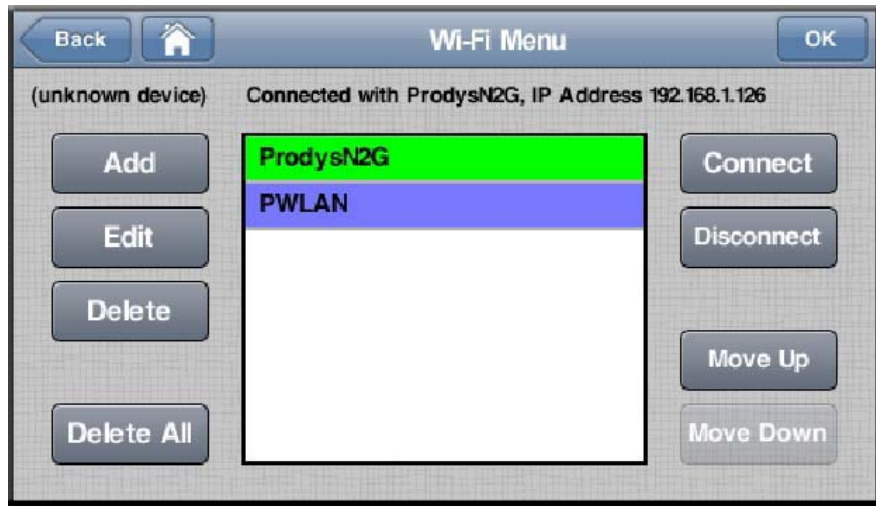 Back
Wi-Fi Menu
OK
(unknown device)
Connected with ProdysN2G, IP Address 192.168.1.126
Add
ProdysN2G
Connect
PWLAN
Edit
Disconnect
Delete
Move Up
Delete All
Move Down